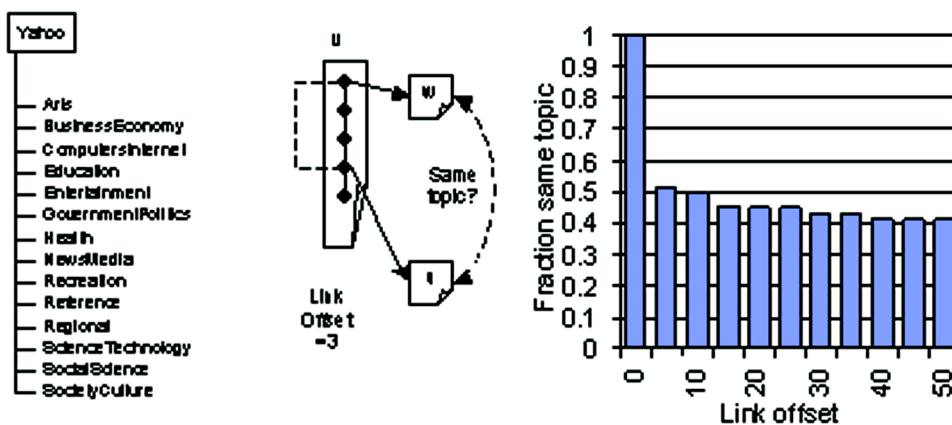 Yahoo
Arts
BusinessEconomy
ComputersInternet
Education
Entertainment
GovernmentPolitics
Health
NewsMedia
Recreation
Reference
Regional
ScienceTechnology
SocialScience
SocietyCulture
u
w
Same
topic?
Link
Offset
=3
Fraction same topic
1
0.9
0.8
0.7
0.6
0.5
0.4
0.3
0.2
0.1
0
0
10
20
30
40
50
Link offset